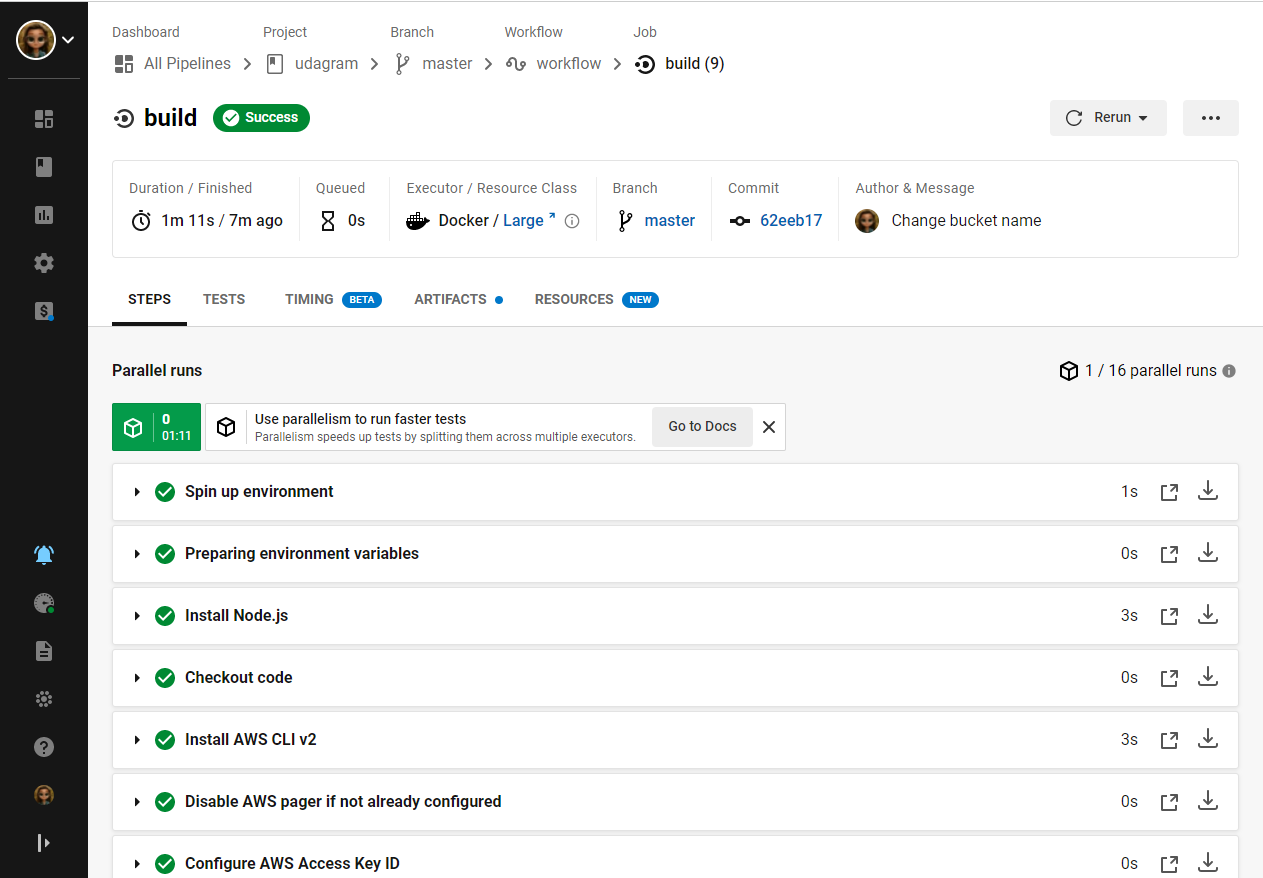 Dashboard Project Branch Workflow Job
All Pipelines udagram master workflow build (9)
build Success Rerun
Duration / Finished Queued Executor / Resource Class Branch Commit Author & Message
1m 11s / 7m ago 0s Docker / Large master 62eeb17 Change bucket name
STEPS TESTS TIMING BETA ARTIFACTS RESOURCES NEW
Parallel runs 1 / 16 parallel runs
0
01:11
Use parallelism to run faster tests
Parallelism speeds up tests by splitting them across multiple executors.
Go to Docs
Spin up environment 1s
Preparing environment variables 0s
Install Node.js 3s
Checkout code 0s
Install AWS CLI v2 3s
Disable AWS pager if not already configured 0s
Configure AWS Access Key ID 0s